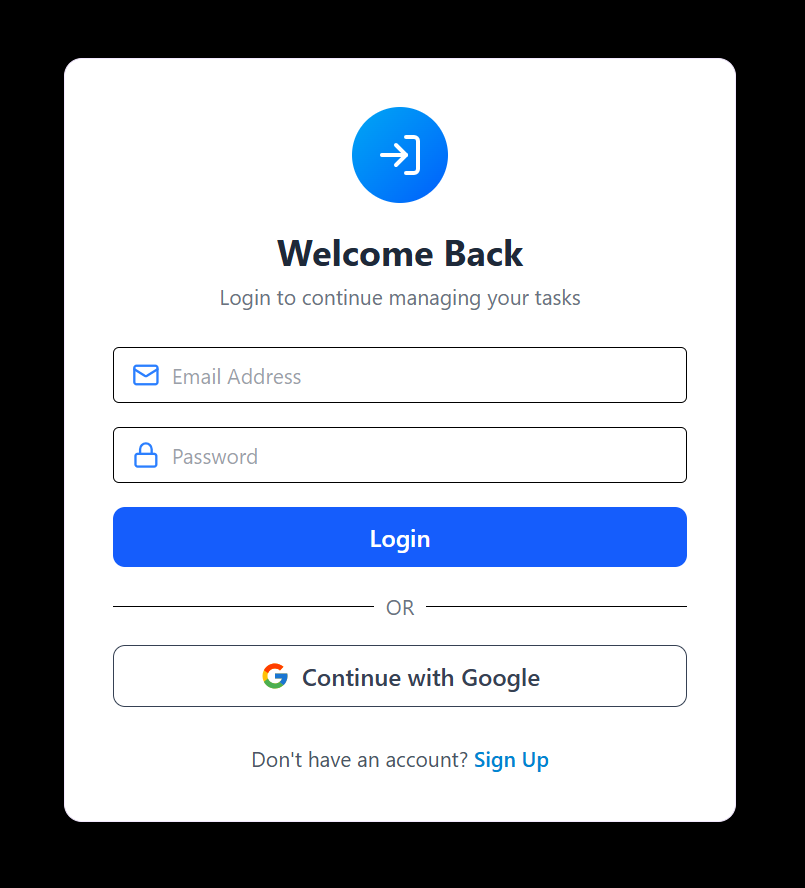 Welcome Back
Login to continue managing your tasks
Email Address
Password
Login
OR
Continue with Google
Don't have an account? Sign Up